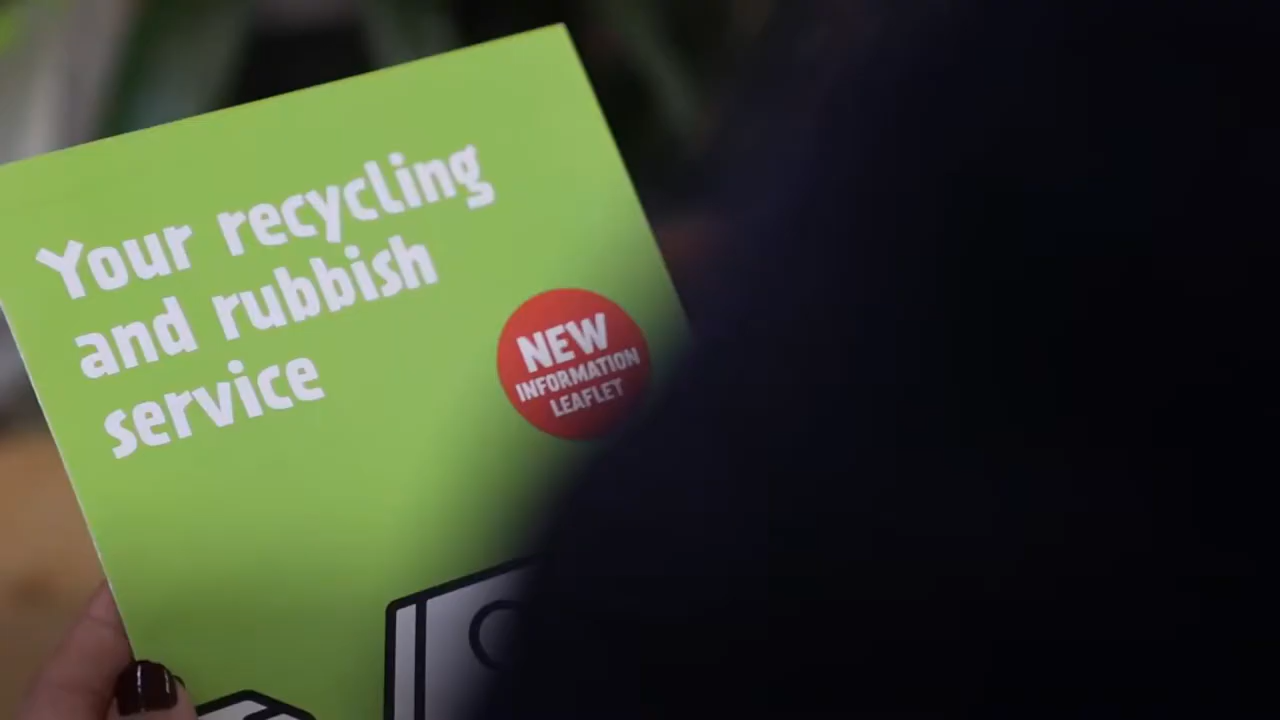 Your recycling
and rubbish
service
NEW
INFORMATION
LEAFLET